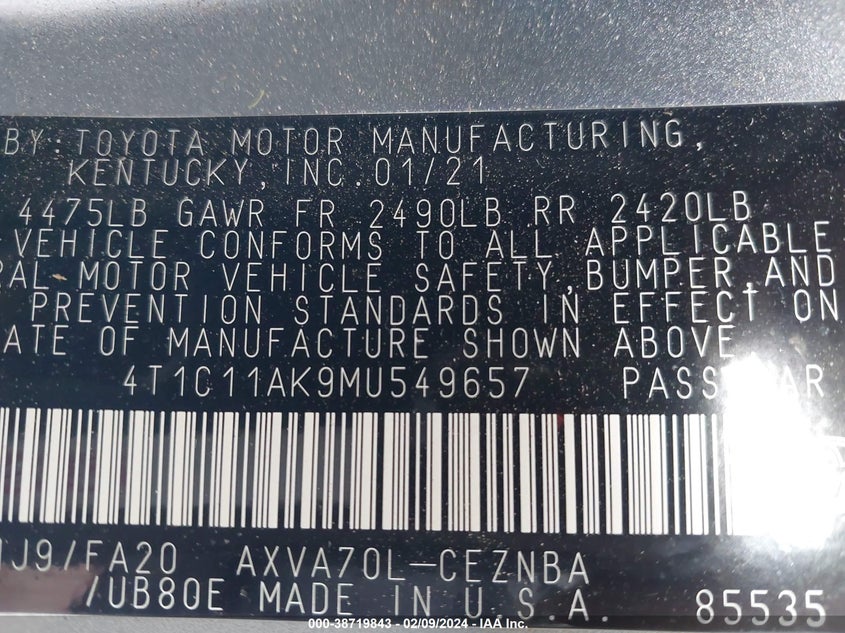 BY: TOYOTA MOTOR MANUFACTURING,
KENTUCKY, INC. 01/21
4475LB GAWR FR 2490LB RR 2420LB
VEHICLE CONFORMS TO ALL APPLICABLE
RAL MOTOR VEHICLE SAFETY, BUMPER, AND
PREVENTION STANDARDS IN EFFECT ON
ATE OF MANUFACTURE SHOWN ABOVE.
4T1C11AK9MU549657 PASS
1J9/FA20 AXVA70L-CEZNBA
/UB80E MADE IN U.S.A. 85535
000-38719843 - 02/09/2024 - IAA Inc.